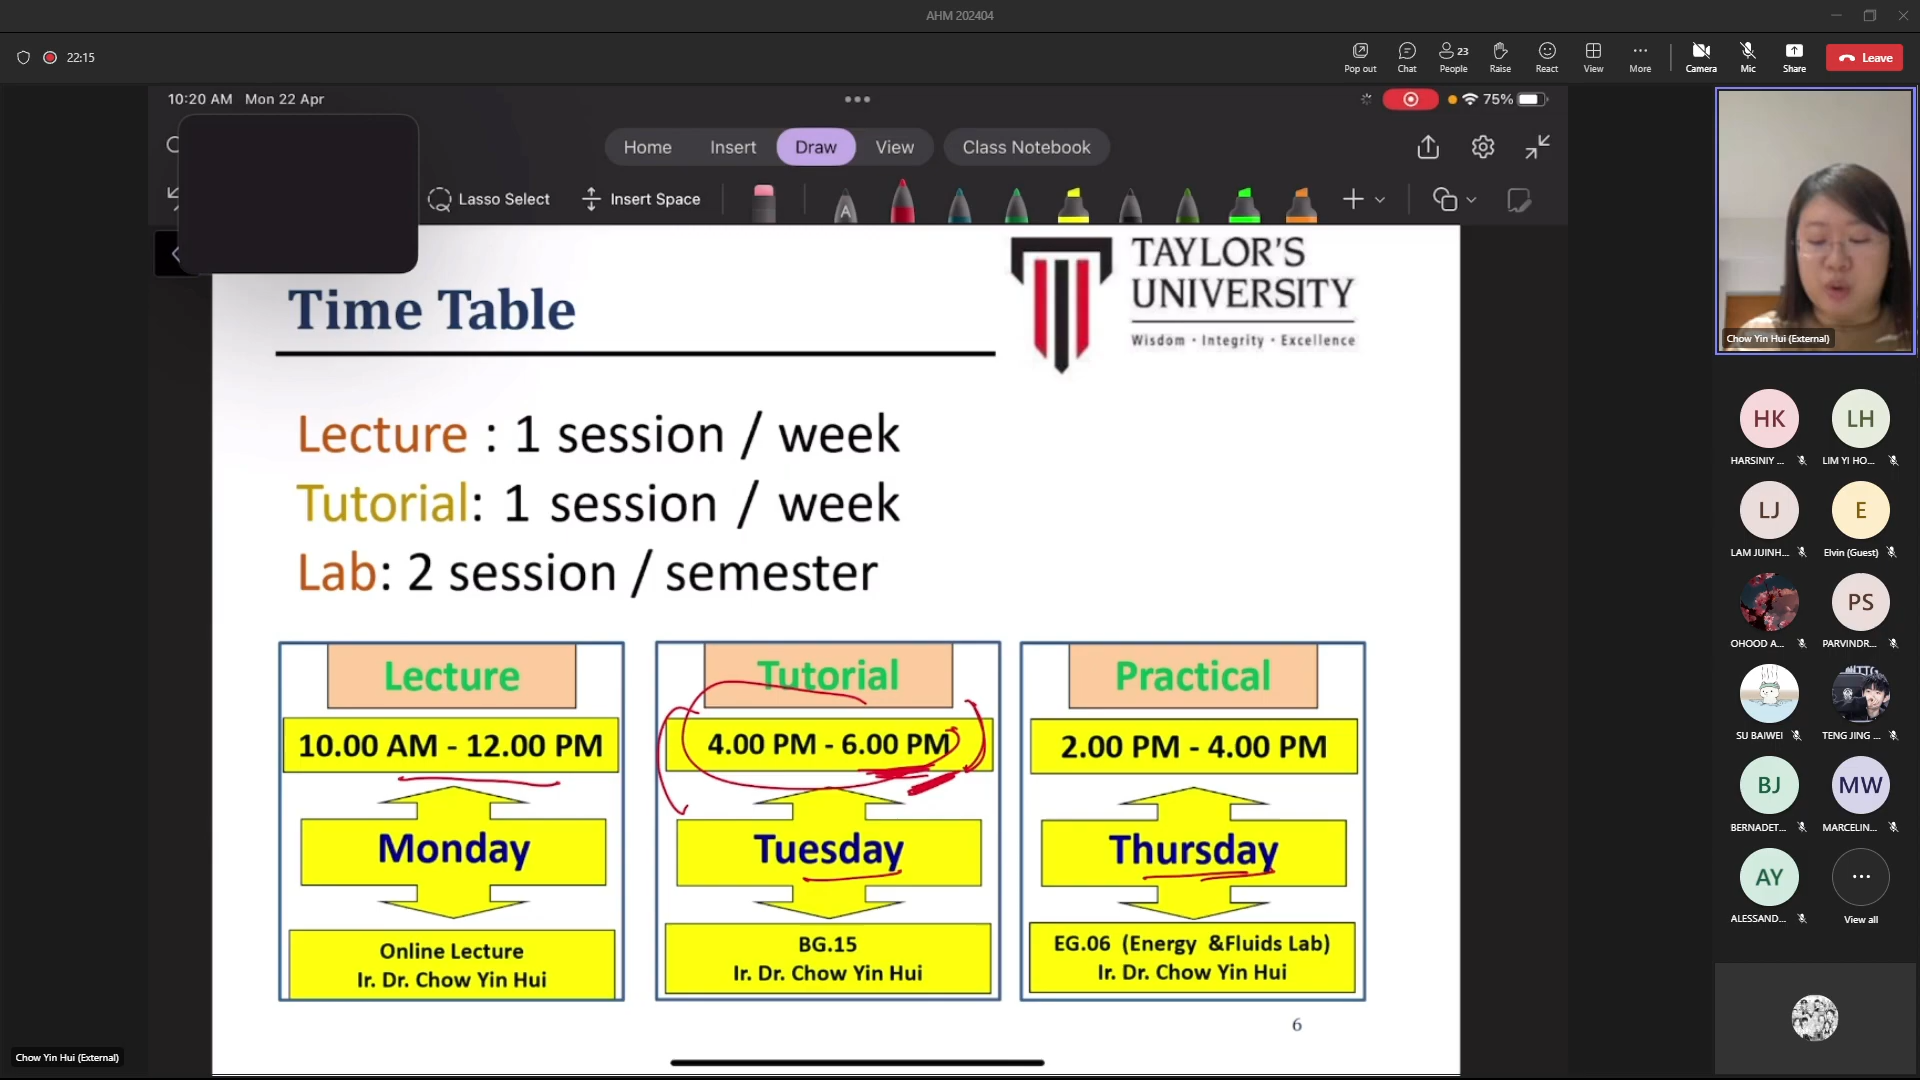 AHM 202404
22:15
Pop out
Chat
23
People
Raise
React
View
More
Camera
Mic
Share
Leave
10:20 AM Mon 22 Apr
75%
Home
Insert
Draw
View
Class Notebook
Lasso Select
Insert Space
A
TAYLOR'S
UNIVERSITY
Wisdom · Integrity · Excellence
Time Table
Lecture : 1 session / week
Tutorial: 1 session / week
Lab: 2 session / semester
Lecture
10.00 AM - 12.00 PM
Monday
Online Lecture
Ir. Dr. Chow Yin Hui
Tutorial
4.00 PM - 6.00 PM
Tuesday
BG.15
Ir. Dr. Chow Yin Hui
Practical
2.00 PM - 4.00 PM
Thursday
EG.06 (Energy &Fluids Lab)
Ir. Dr. Chow Yin Hui
6
Chow Yin Hui (External)
Chow Yin Hui (External)
HK
HARSINIY ...
LH
LIM YI HO...
LJ
LAM JUINH...
E
Elvin (Guest)
OHOOD A...
PS
PARVINDR...
SU BAIWEI
TENG JING ...
BJ
BERNADET...
MW
MARCELIN...
AY
ALESSAND...
View all